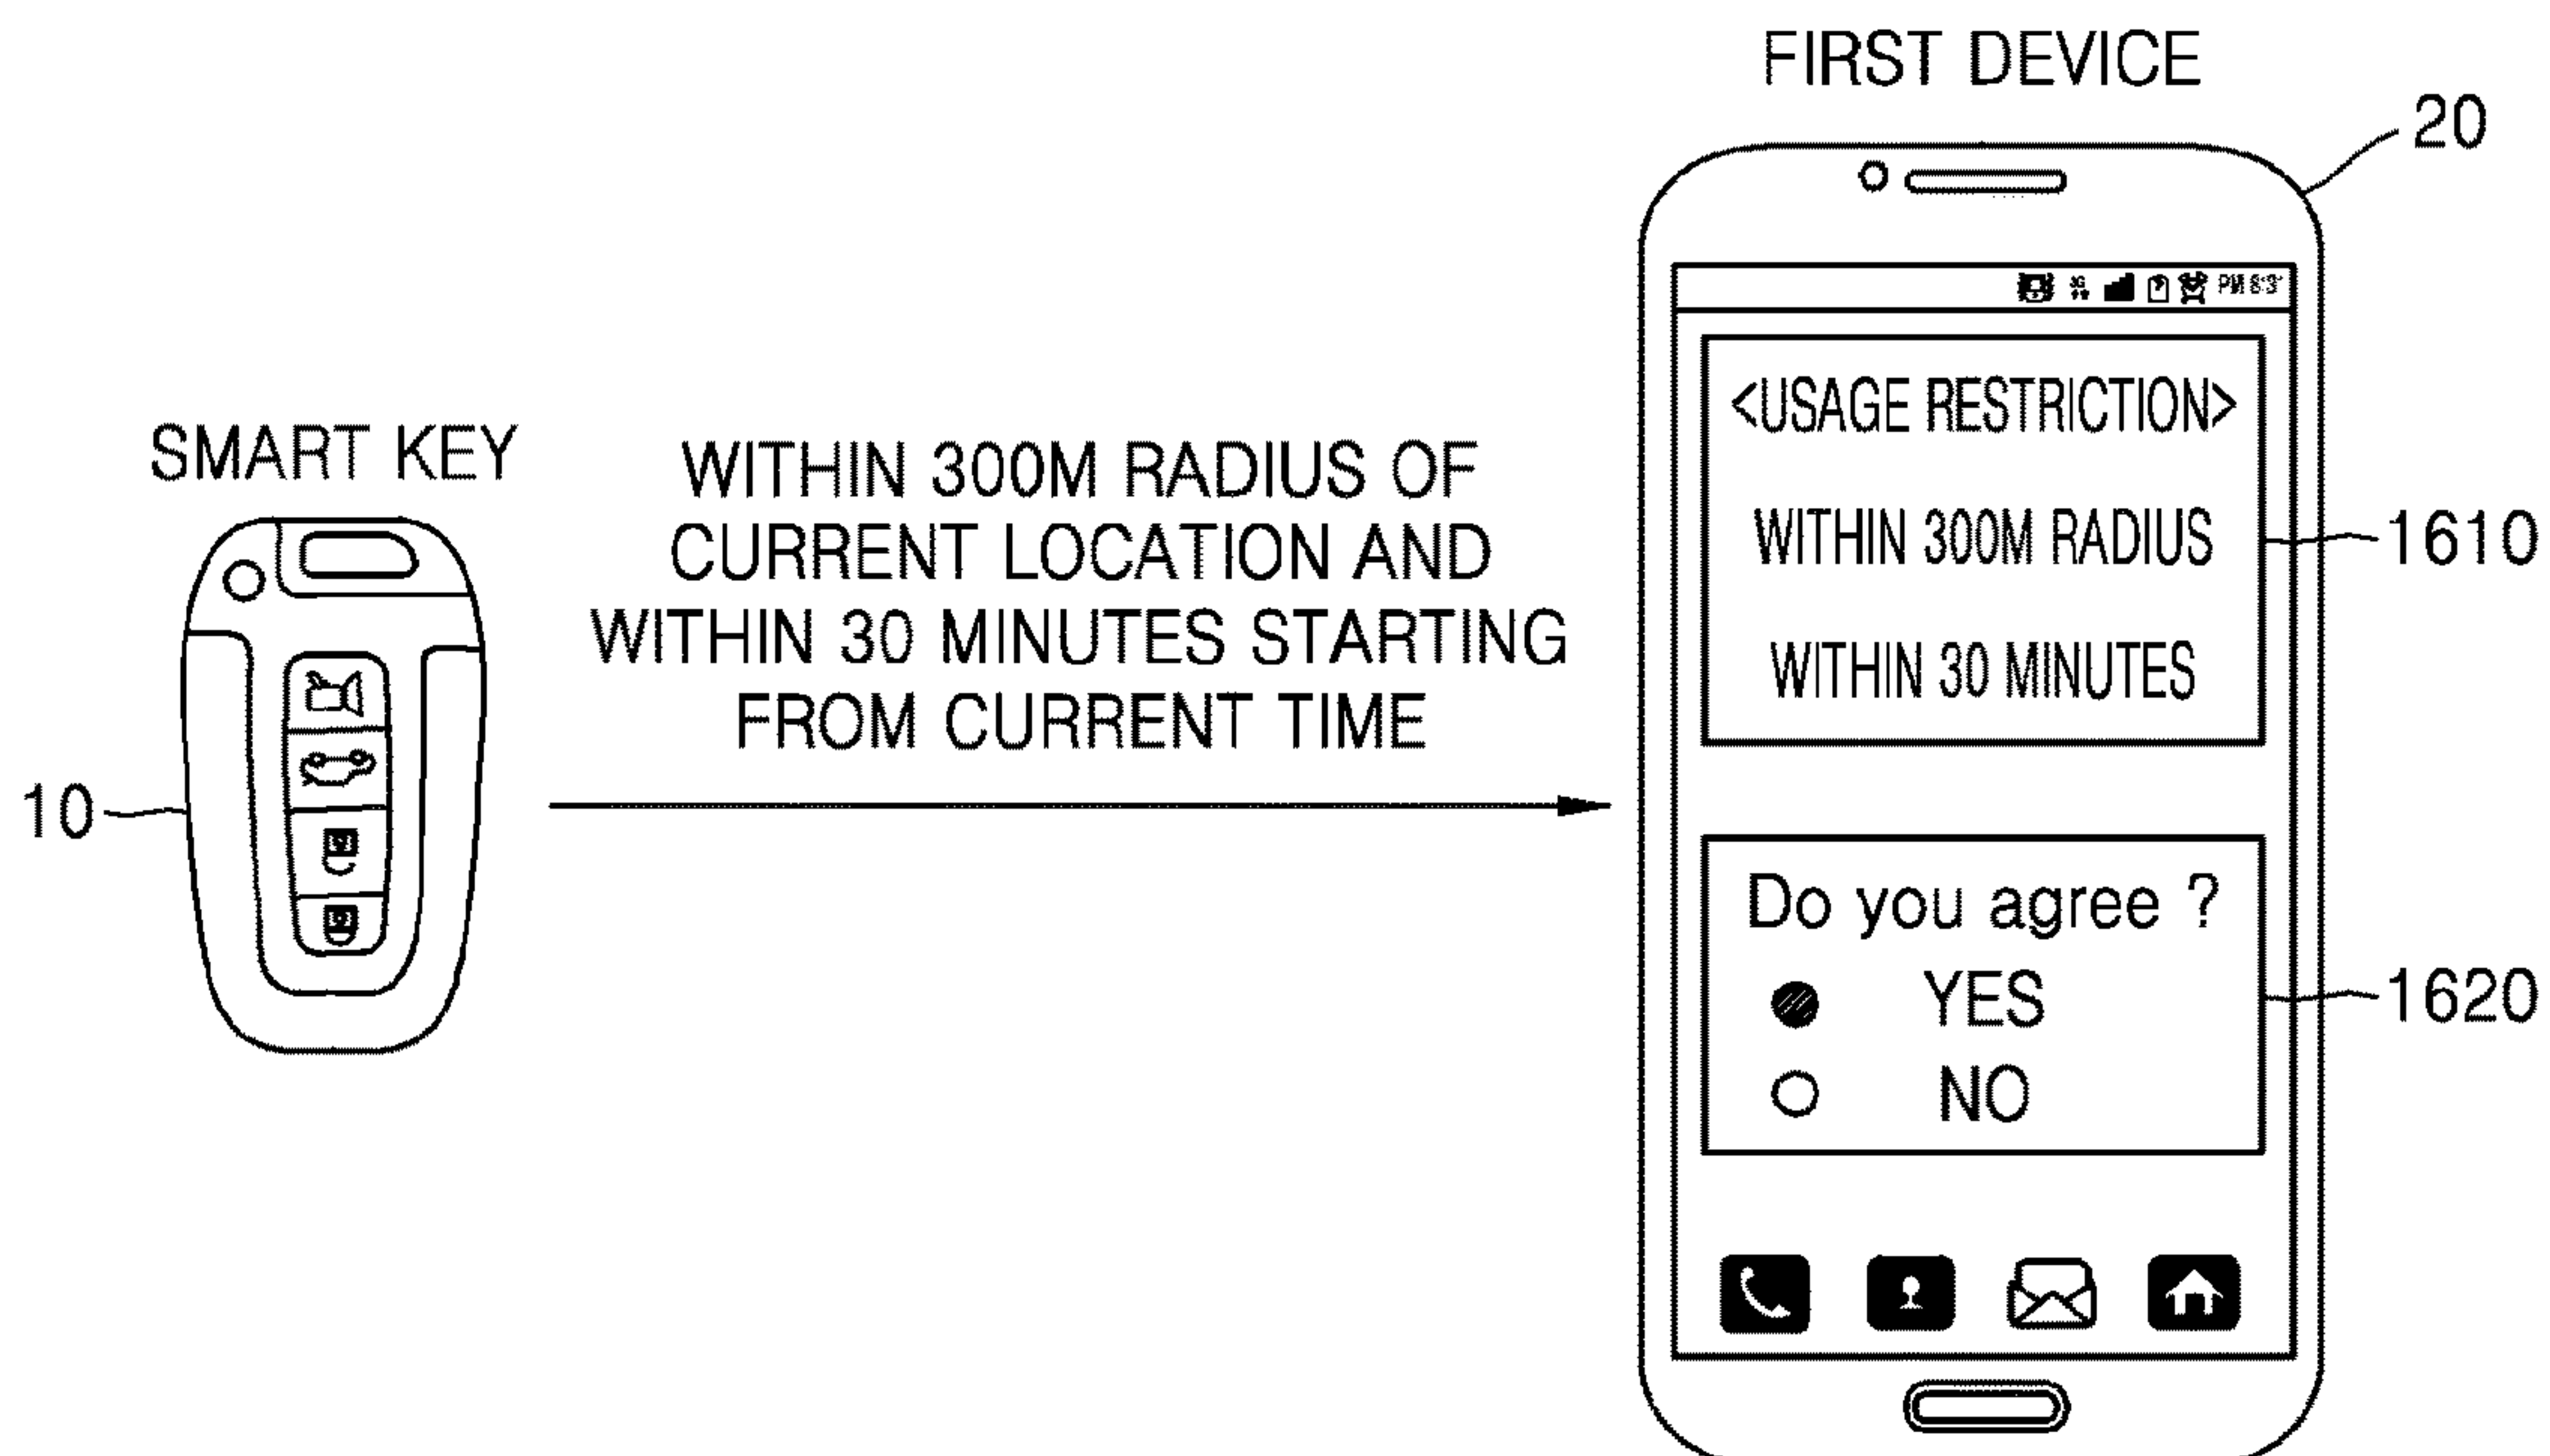 FIRST DEVICE
20
<USAGE RESTRICTION>
WITHIN 300M RADIUS
1610
WITHIN 30 MINUTES
SMART KEY
10
WITHIN 300M RADIUS OF
CURRENT LOCATION AND
WITHIN 30 MINUTES STARTING
FROM CURRENT TIME
Do you agree ?
YES
1620
NO